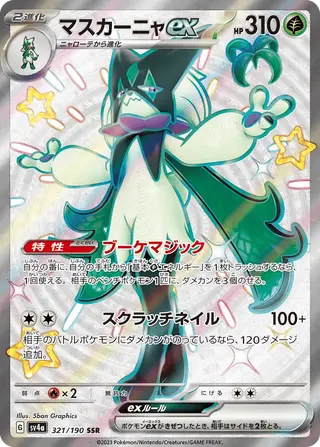 2進化
マスカーニャex HP 310
ニャローテから進化
特性 とくせい ブーケマジック
自分の番に、自分の手札から「基本エネルギー」を1枚トラッシュするなら、
1回使える。相手のベンチポケモン1匹に、ダメカンを3個のせる。
スクラッチネイル 100+
相手のバトルポケモンにダメカンがのっているなら、120ダメージ
追加。
弱点 ×2 抵抗力 にげる
Illus. 5ban Graphics
exルール
G sv4a 321/190 SSR
ポケモンexがきぜつしたとき、相手はサイドを2枚とる。
©2023 Pokémon/Nintendo/Creatures/GAME FREAK.